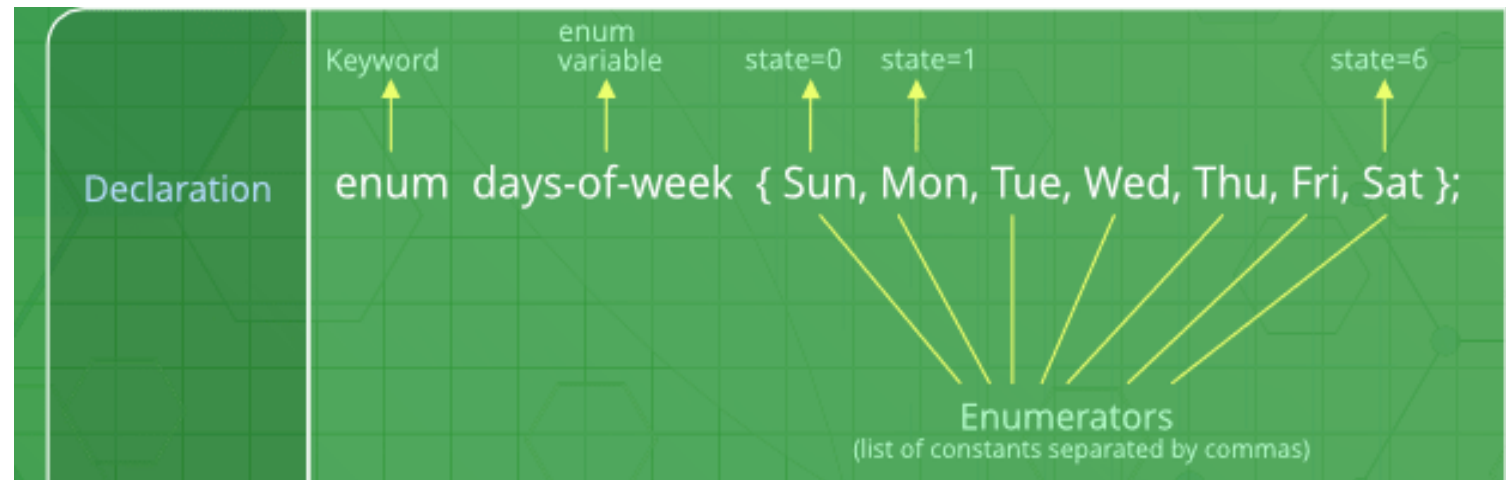 enum
Keyword variable state=0 state=1 state=6
Declaration enum days-of-week { Sun, Mon, Tue, Wed, Thu, Fri, Sat };
Enumerators
(list of constants separated by commas)